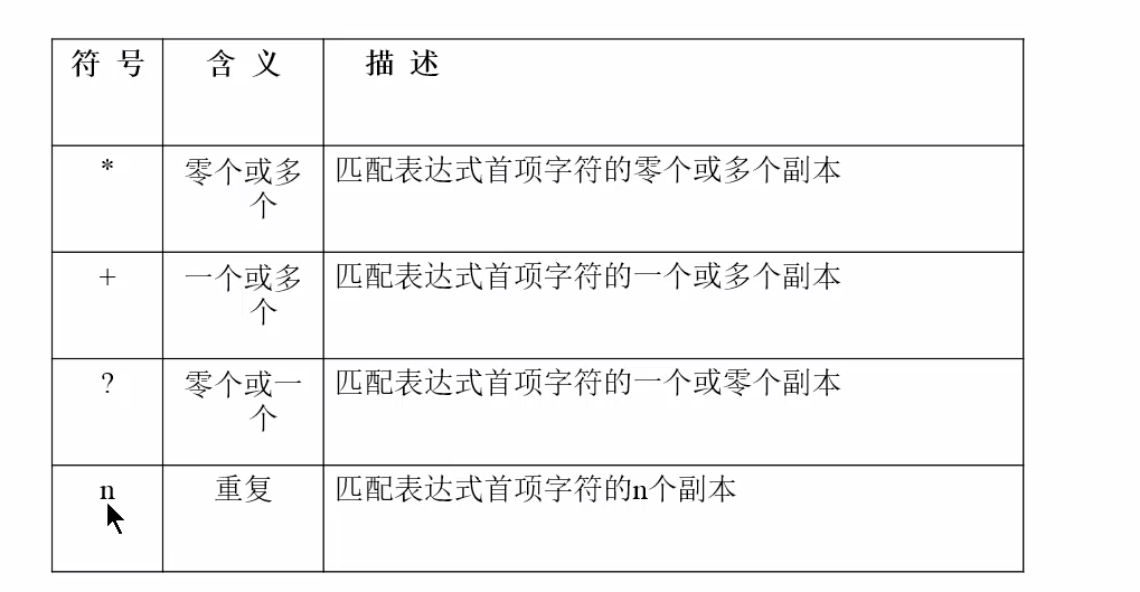 符 号 含 义 描 述
* 零个或多 匹配表达式首项字符的零个或多个副本
个
+ 一个或多 匹配表达式首项字符的一个或多个副本
个
? 零个或一 匹配表达式首项字符的一个或零个副本
个
n 重复 匹配表达式首项字符的n个副本